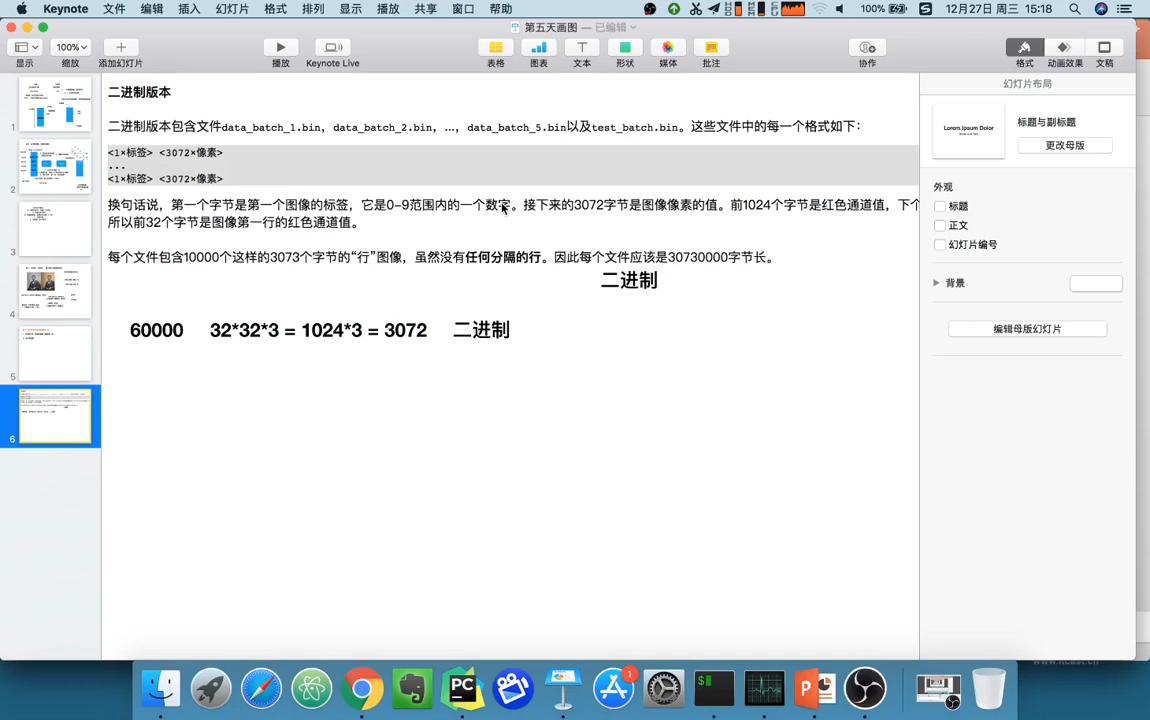 Keynote 文件 编辑 插入 幻灯片 格式 排列 显示 播放 共享 窗口 帮助 100% 12月27日 周三 15:18
第五天画图 — 已编辑
100%
显示 缩放 添加幻灯片 播放 Keynote Live 表格 图表 文本 形状 媒体 批注 协作 格式 动画效果 文稿
二进制版本
二进制版本包含文件data_batch_1.bin，data_batch_2.bin，...，data_batch_5.bin以及test_batch.bin。这些文件中的每一个格式如下：
<1×标签> <3072×像素>
...
<1×标签> <3072×像素>
换句话说，第一个字节是第一个图像的标签，它是0-9范围内的一个数字。接下来的3072字节是图像像素的值。前1024个字节是红色通道值，下个
所以前32个字节是图像第一行的红色通道值。
每个文件包含10000个这样的3073个字节的“行”图像，虽然没有任何分隔的行。因此每个文件应该是30730000字节长。
二进制
60000 32*32*3 = 1024*3 = 3072 二进制
1
2
3
4
5
6
幻灯片布局
Lorem Ipsum Dolor
标题与副标题
更改母版
外观
标题
正文
幻灯片编号
背景
编辑母版幻灯片
PC
1
$
P